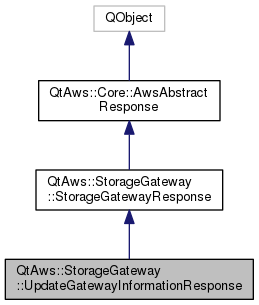 QObject
QtAws::Core::AwsAbstract
Response
QtAws::StorageGateway
::StorageGatewayResponse
QtAws::StorageGateway
::UpdateGatewayInformationResponse